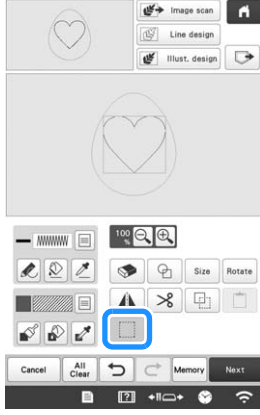 Image scan
Line design
Illust. design
100 %
Size
Rotate
Cancel
All Clear
Memory
Next